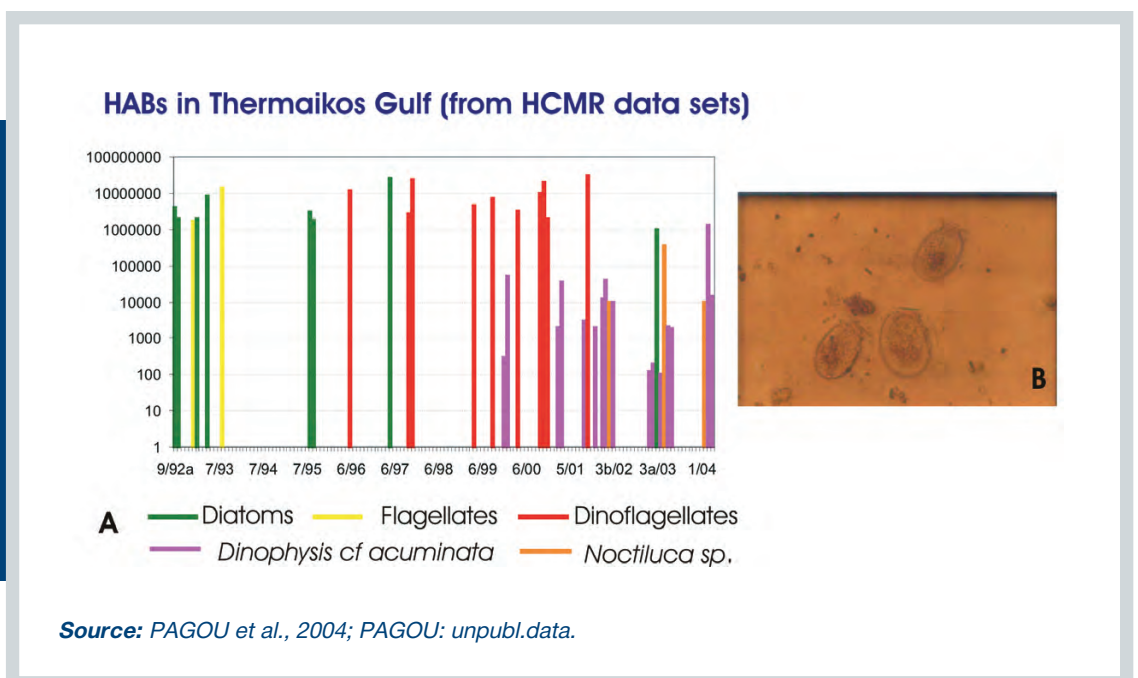 HABs in Thermaikos Gulf (from HCMR data sets)
100000000
10000000
1000000
100000
10000
1000
100
10
1
9/92a 7/93 7/94 7/95 6/96 6/97 6/98 6/99 6/00 5/01 3b/02 3a/03 1/04
B
A Diatoms Flagellates Dinoflagellates
Dinophysis cf acuminata Noctiluca sp.
Source: PAGOU et al., 2004; PAGOU: unpubl.data.